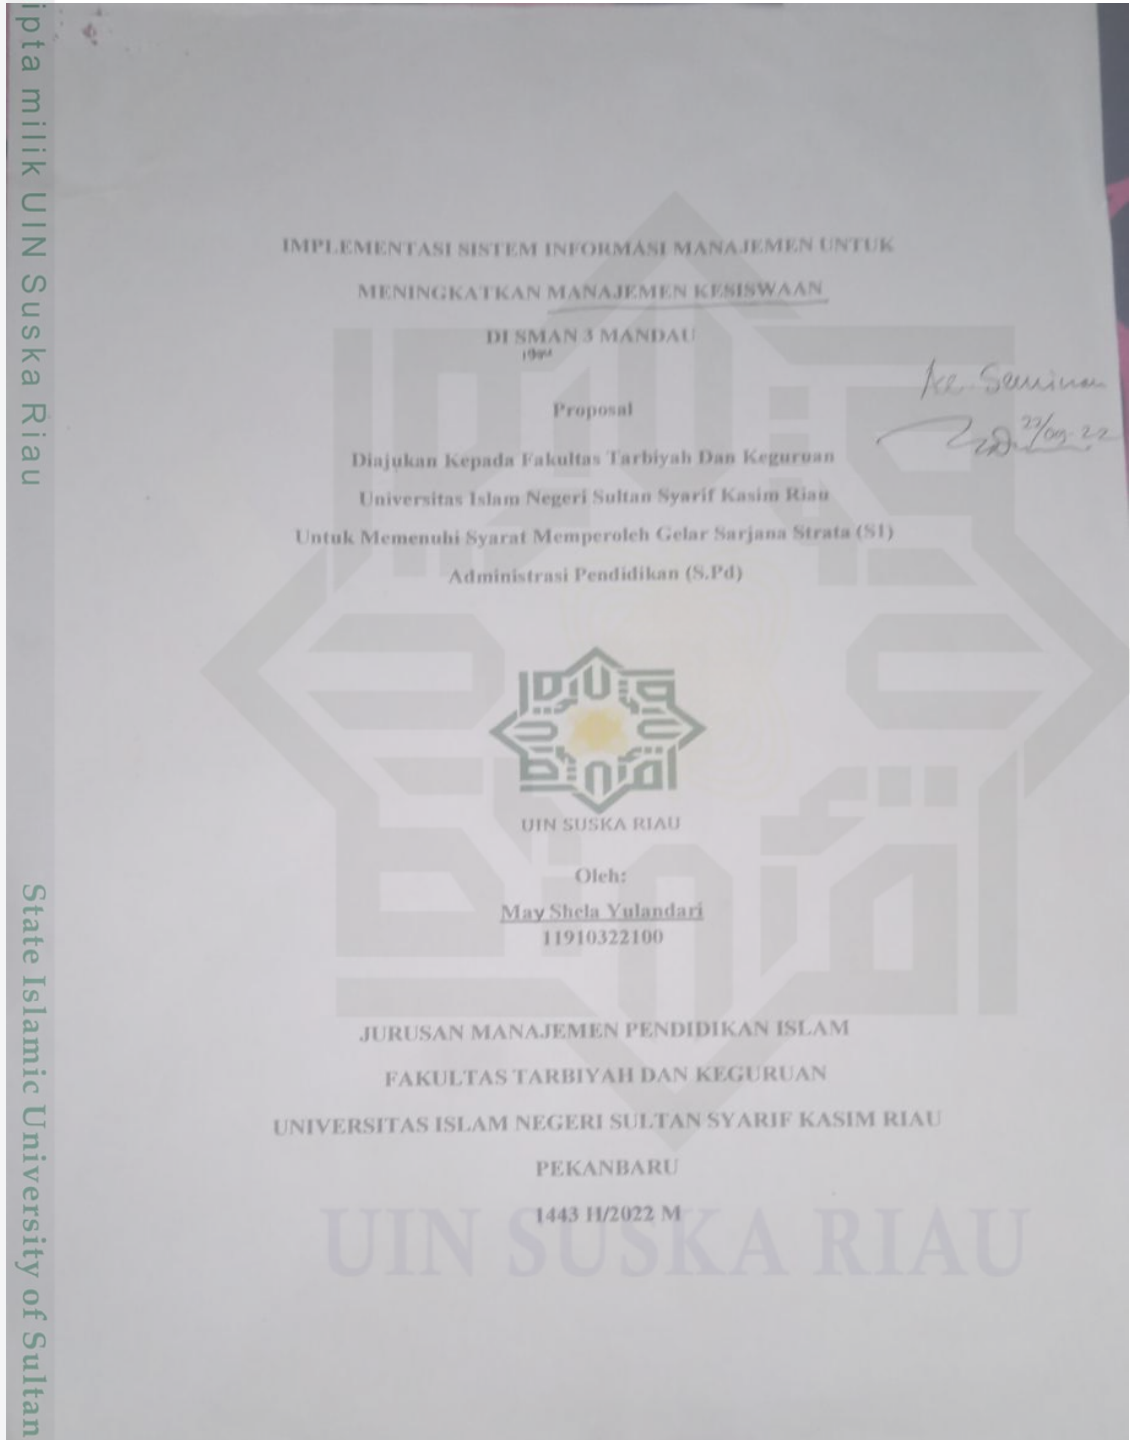 ipta milik UIN Suska Riau
State Islamic University of Sultan
IMPLEMENTASI SISTEM INFORMASI MANAJEMEN UNTUK
MENINGKATKAN MANAJEMEN KESISWAAN
DI SMAN 3 MANDAU
Proposal
Diajukan Kepada Fakultas Tarbiyah Dan Keguruan
Universitas Islam Negeri Sultan Syarif Kasim Riau
Untuk Memenuhi Syarat Memperoleh Gelar Sarjana Strata (S1)
Administrasi Pendidikan (S.Pd)
UIN SUSKA RIAU
Oleh:
May Shela Yulandari
11910322100
JURUSAN MANAJEMEN PENDIDIKAN ISLAM
FAKULTAS TARBIYAH DAN KEGURUAN
UNIVERSITAS ISLAM NEGERI SULTAN SYARIF KASIM RIAU
PEKANBARU
1443 H/2022 M
UIN SUSKA RIAU